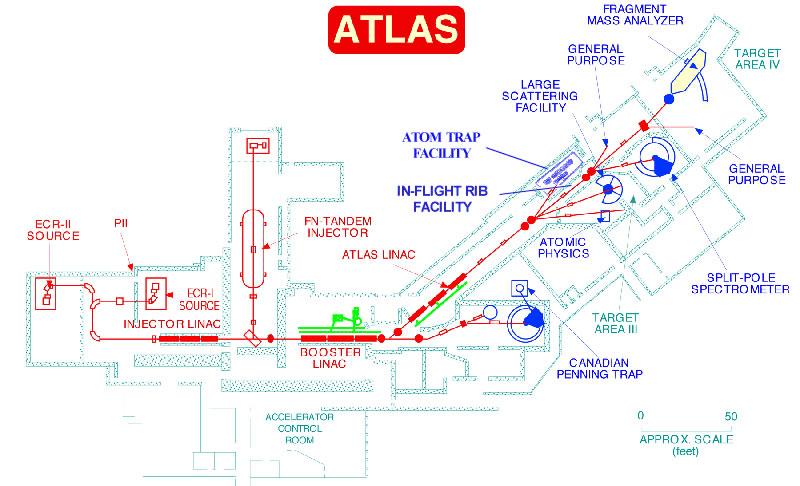 ATLAS
FRAGMENT
MASS ANALYZER
GENERAL
PURPOSE
TARGET
AREA IV
LARGE
SCATTERING
FACILITY
ATOM TRAP
FACILITY
GENERAL
PURPOSE
IN-FLIGHT RIB
FACILITY
ECR-II
SOURCE
PII
FN-TANDEM
INJECTOR
ATLAS LINAC
ATOMIC
PHYSICS
SPLIT-POLE
SPECTROMETER
ECR-I
SOURCE
INJECTOR LINAC
TARGET
AREA III
BOOSTER
LINAC
CANADIAN
PENNING TRAP
ACCELERATOR
CONTROL
ROOM
0 50
APPROX. SCALE
(feet)